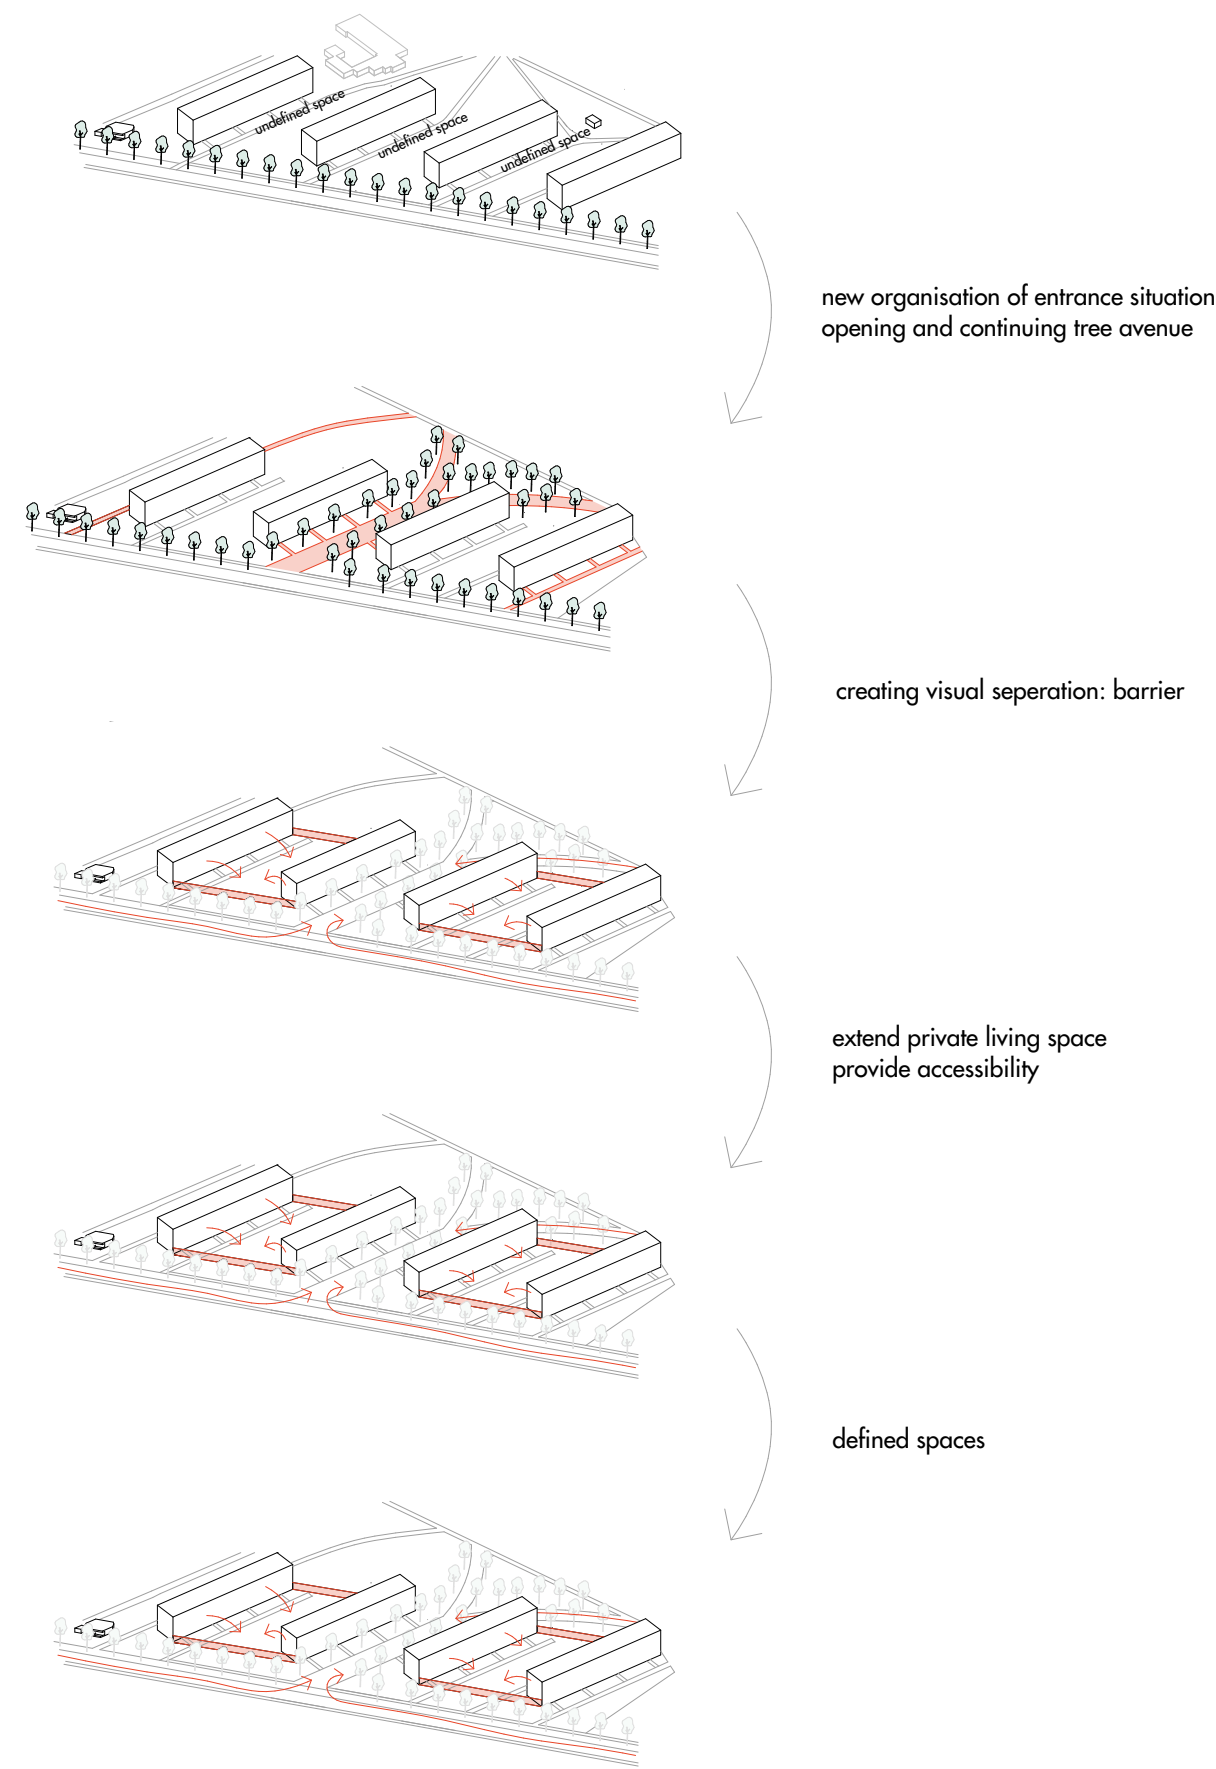 undefined space
undefined space
undefined space
new organisation of entrance situation
opening and continuing tree avenue
creating visual seperation: barrier
extend private living space
provide accessibility
defined spaces